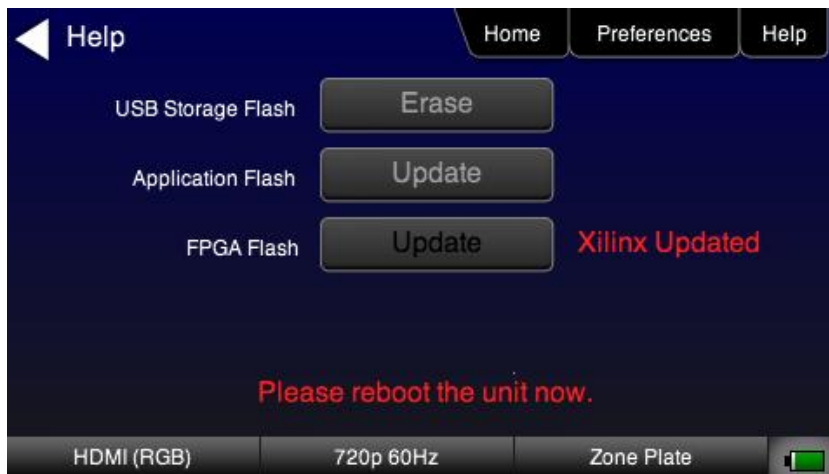 Help
Home
Preferences
Help
USB Storage Flash
Erase
Application Flash
Update
FPGA Flash
Update
Xilinx Updated
Please reboot the unit now.
HDMI (RGB)
720p 60Hz
Zone Plate